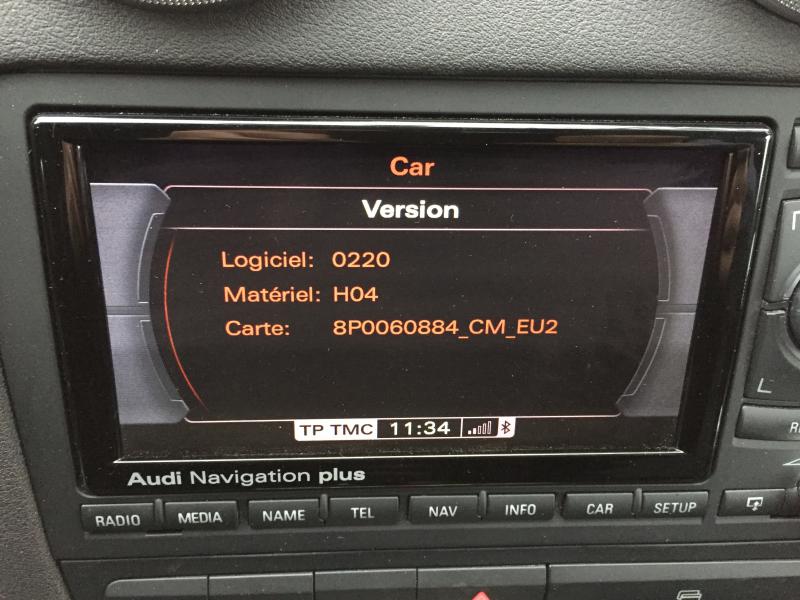 Car
Version
Logiciel: 0220
Matériel: H04
Carte: 8P0060884_CM_EU2
TP TMC 11:34
Audi Navigation plus
RADIO MEDIA NAME TEL NAV INFO CAR SETUP